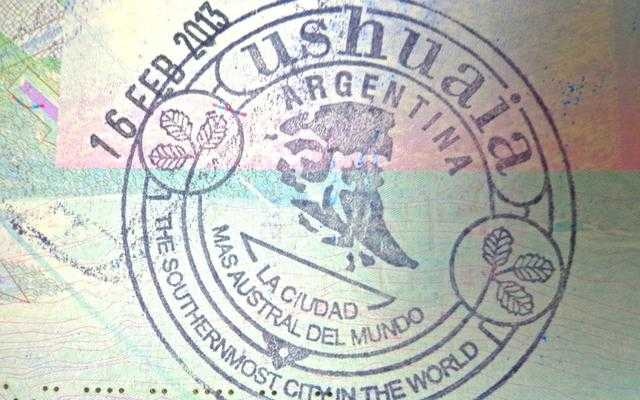 16 FEB 2013
ushuaia
ARGENTINA
LA CIUDAD
MAS AUSTRAL DEL MUNDO
THE SOUTHERNMOST CITY IN THE WORLD